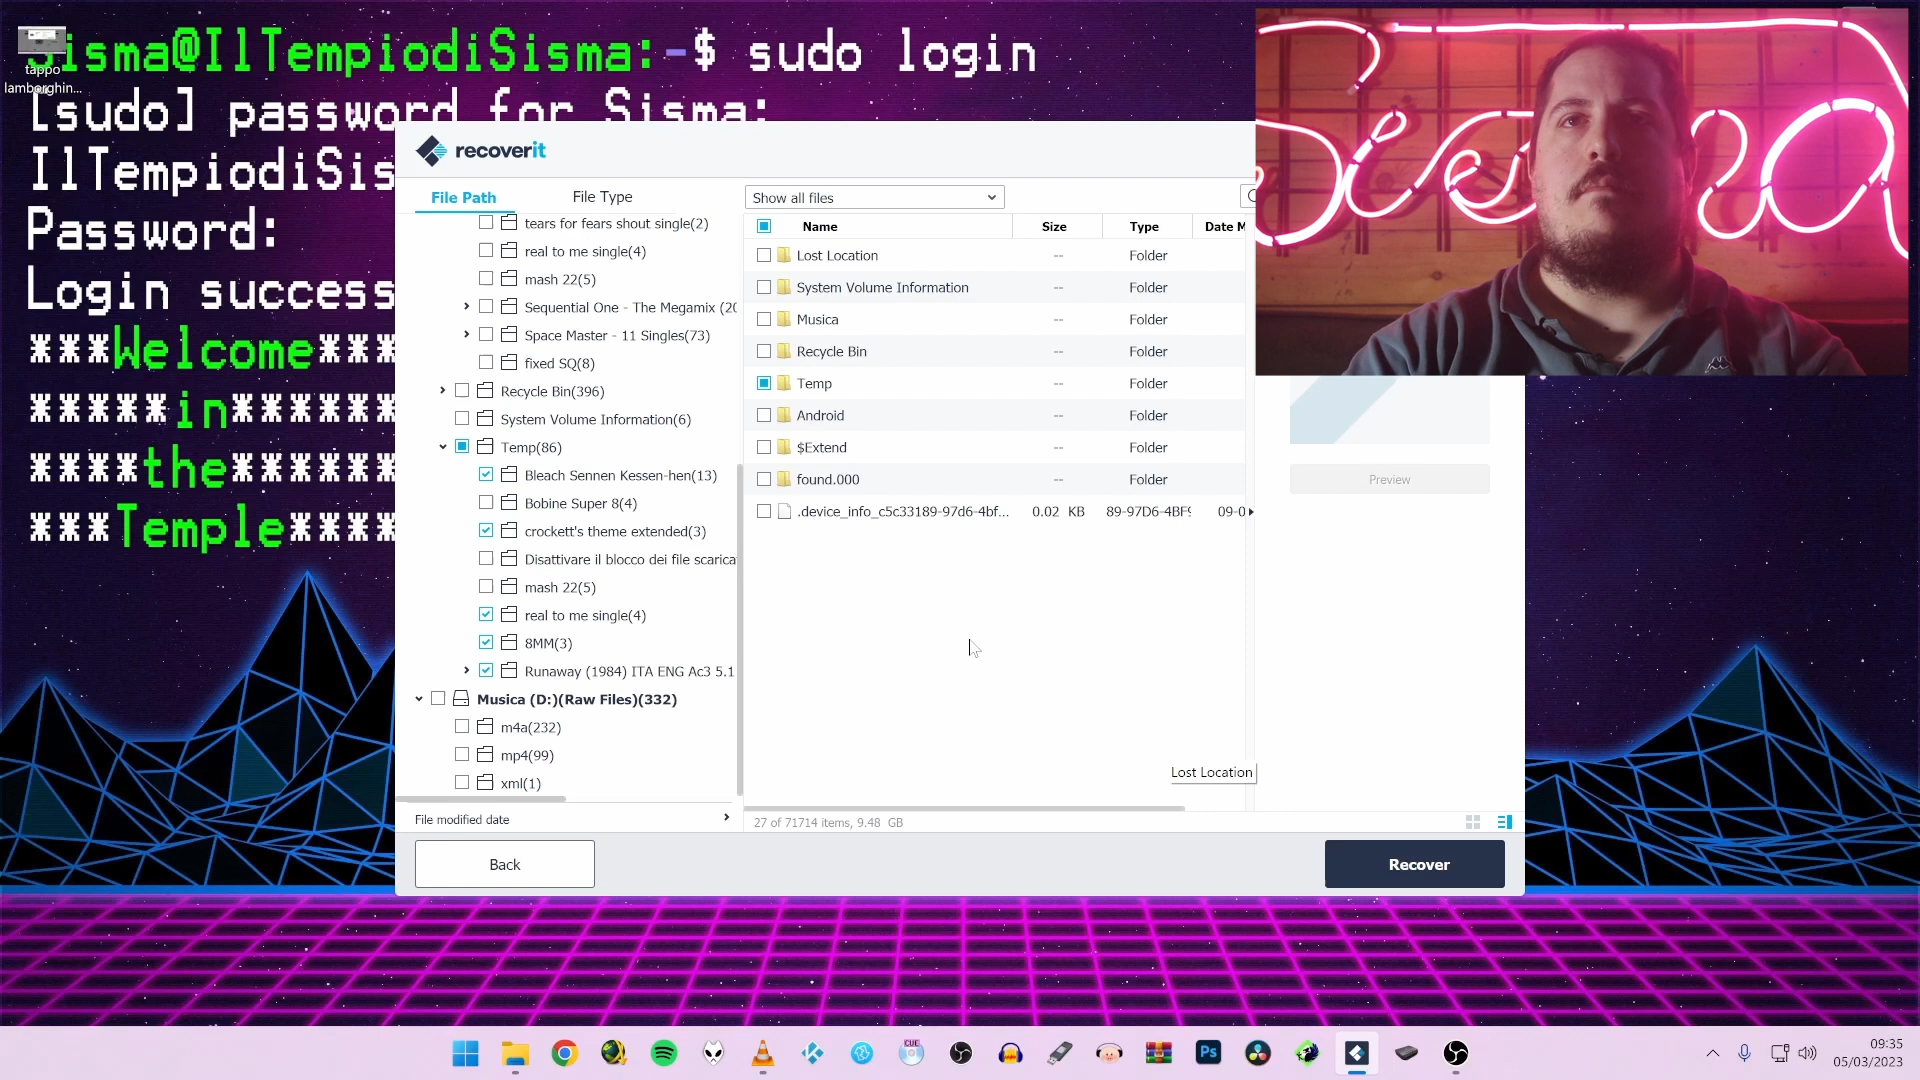 Sisma@IlTempiodiSisma:~$ sudo login
tappo
lamborghin...
[sudo] password for Sisma:
IlTempiodiSis
Password:
Login success
***Welcome***
*****in******
****the******
***Temple****
recoverit
File Path
File Type
Show all files
tears for fears shout single(2)
real to me single(4)
mash 22(5)
Sequential One - The Megamix (20
Space Master - 11 Singles(73)
fixed SQ(8)
Recycle Bin(396)
System Volume Information(6)
Temp(86)
Bleach Sennen Kessen-hen(13)
Bobine Super 8(4)
crockett's theme extended(3)
Disattivare il blocco dei file scarica
mash 22(5)
real to me single(4)
8MM(3)
Runaway (1984) ITA ENG Ac3 5.1
Musica (D:)(Raw Files)(332)
m4a(232)
mp4(99)
xml(1)
File modified date
Name Size Type Date M
Lost Location -- Folder
System Volume Information -- Folder
Musica -- Folder
Recycle Bin -- Folder
Temp -- Folder
Android -- Folder
$Extend -- Folder
found.000 -- Folder
.device_info_c5c33189-97d6-4bf... 0.02 KB 89-97D6-4BF9 09-0
Lost Location
27 of 71714 items, 9.48 GB
Preview
Back
Recover
Sisma
CUE
Ps
09:35
05/03/2023